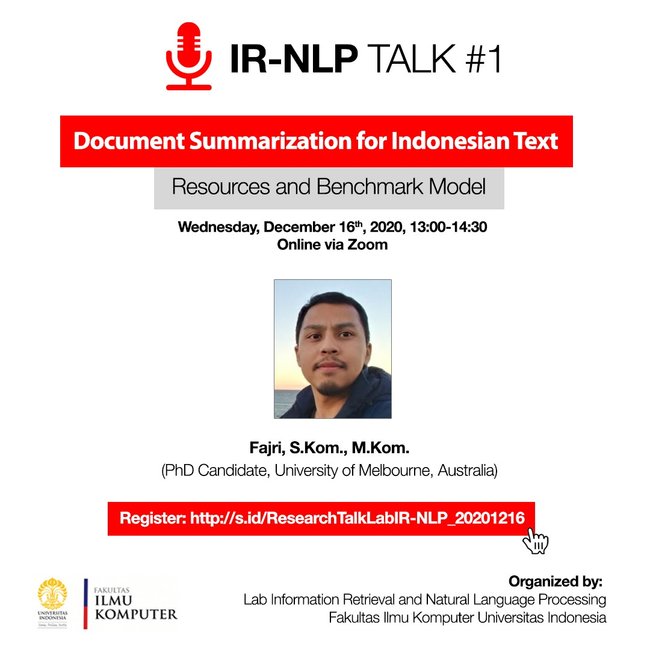 IR-NLP TALK #1
Document Summarization for Indonesian Text
Resources and Benchmark Model
Wednesday, December 16th, 2020, 13:00-14:30
Online via Zoom
Fajri, S.Kom., M.Kom.
(PhD Candidate, University of Melbourne, Australia)
Register: http://s.id/ResearchTalkLabIR-NLP_20201216
UNIVERSITAS
INDONESIA
FAKULTAS
ILMU
KOMPUTER
Organized by:
Lab Information Retrieval and Natural Language Processing
Fakultas Ilmu Komputer Universitas Indonesia